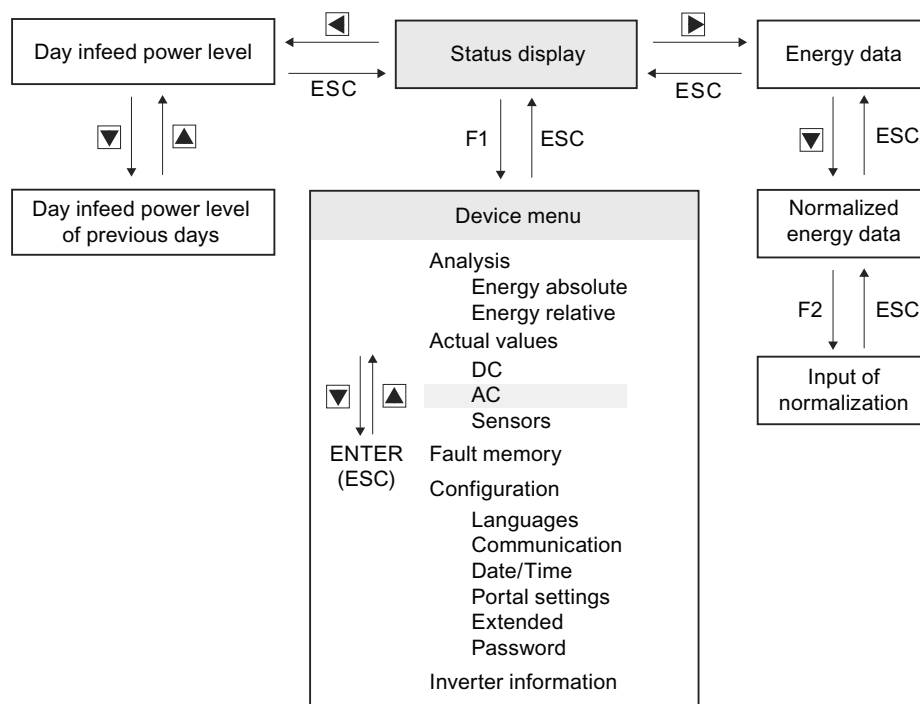 Day infeed power level
ESC
Status display
ESC
Energy data
F1
ESC
ESC
Day infeed power level
of previous days
Device menu
Normalized
energy data
Analysis
Energy absolute
Energy relative
F2
ESC
Actual values
DC
AC
Sensors
Input of
normalization
ENTER
(ESC)
Fault memory
Configuration
Languages
Communication
Date/Time
Portal settings
Extended
Password
Inverter information